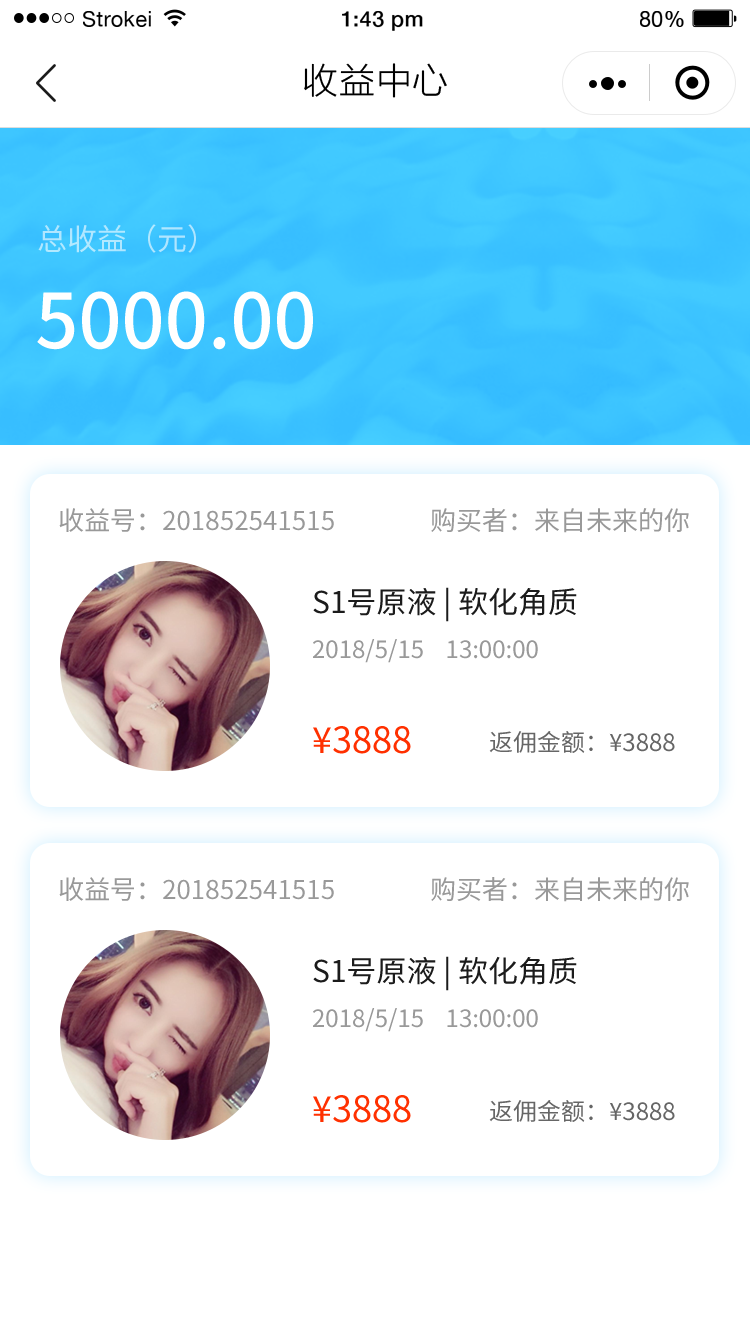 Strokei 1:43 pm 80%
收益中心
总收益（元）
5000.00
收益号：201852541515 购买者：来自未来的你
S1号原液 | 软化角质
2018/5/15 13:00:00
¥3888 返佣金额：¥3888
收益号：201852541515 购买者：来自未来的你
S1号原液 | 软化角质
2018/5/15 13:00:00
¥3888 返佣金额：¥3888